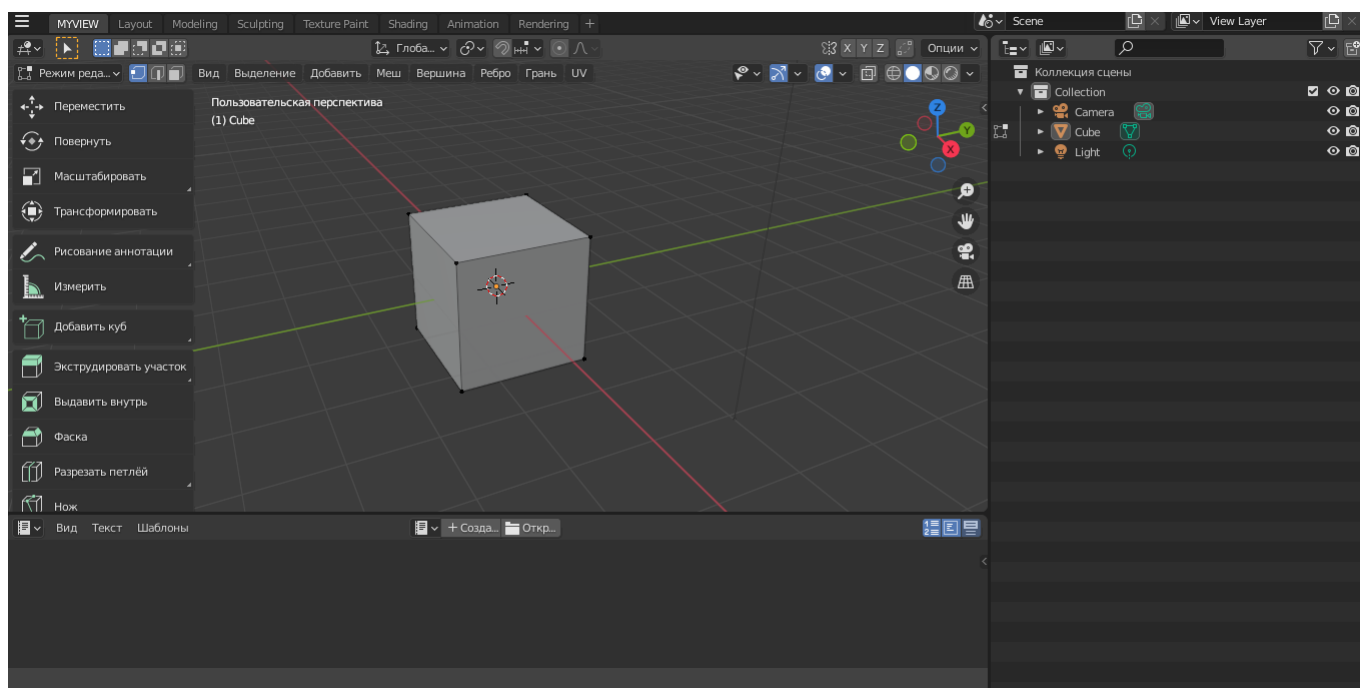 MYVIEW Layout Modeling Sculpting Texture Paint Shading Animation Rendering + Scene View Layer
Глоба... X Y Z Опции
Режим реда... Вид Выделение Добавить Меш Вершина Ребро Грань UV
Коллекция сцены
Collection
Camera
Cube
Light
Пользовательская перспектива
(1) Cube
Z
Y
X
Переместить
Повернуть
Масштабировать
Трансформировать
Рисование аннотации
Измерить
Добавить куб
Экструдировать участок
Выдавить внутрь
Фаска
Разрезать петлёй
Нож
Вид Текст Шаблоны + Созда... Откр...